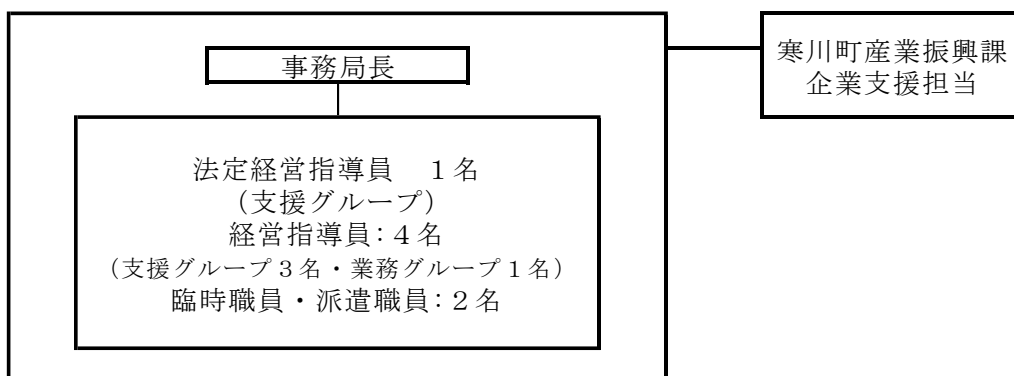 事務局長
寒川町産業振興課
企業支援担当
法定経営指導員　１名
（支援グループ）
経営指導員：４名
（支援グループ３名・業務グループ１名）
臨時職員・派遣職員：２名